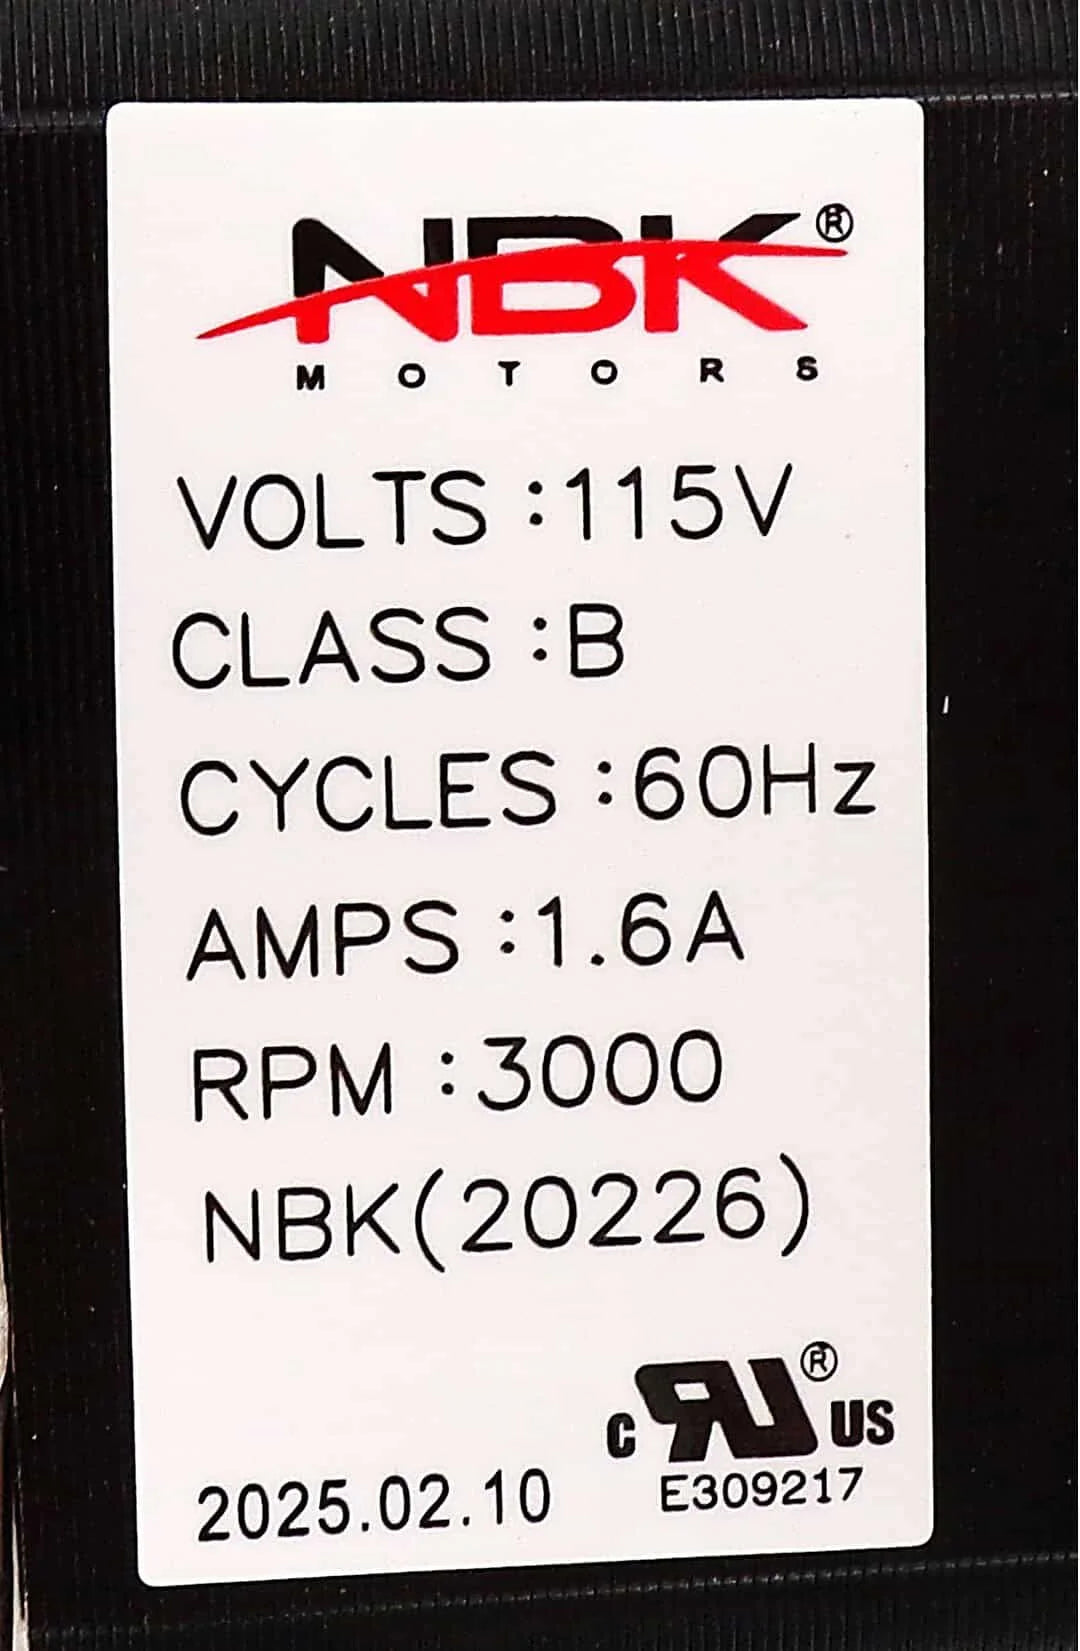 NBK®
MOTORS
VOLTS :115V
CLASS :B
CYCLES :60Hz
AMPS :1.6A
RPM :3000
NBK(20226)
c RU® US
E309217
2025.02.10